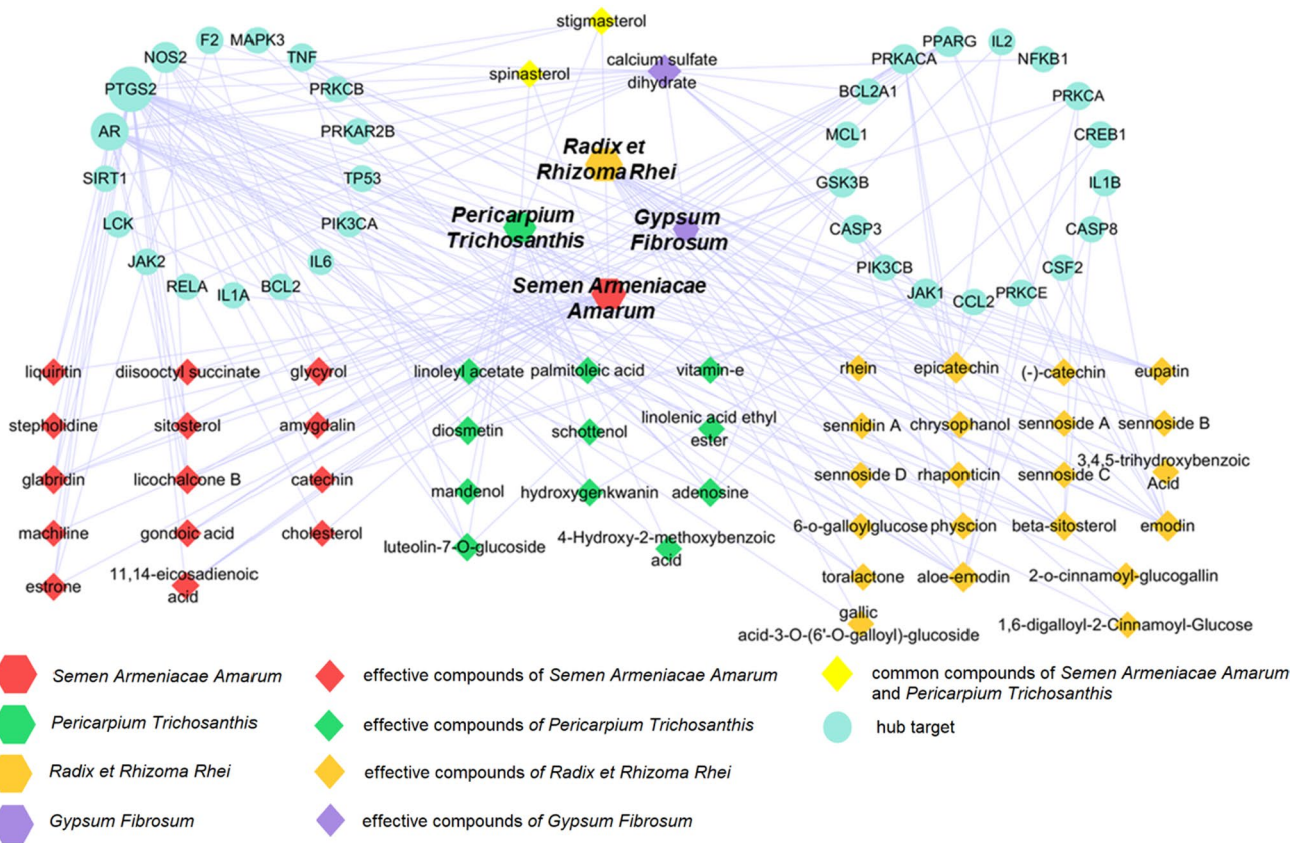 stigmasterol
spinasterol
calcium sulfate
dihydrate
F2
MAPK3
NOS2
TNF
PTGS2
PRKCB
AR
PRKAR2B
SIRT1
TP53
LCK
PIK3CA
JAK2
IL6
RELA
IL1A
BCL2
PPARG
IL2
PRKACA
NFKB1
BCL2A1
PRKCA
MCL1
CREB1
GSK3B
IL1B
CASP3
CASP8
PIK3CB
CSF2
JAK1
CCL2
PRKCE
Radix et
Rhizoma Rhei
Pericarpium
Trichosanthis
Gypsum
Fibrosum
Semen Armeniacae
Amarum
liquiritin
diisooctyl succinate
glycyrol
stepholidine
sitosterol
amygdalin
glabridin
licochalcone B
catechin
machiline
gondoic acid
cholesterol
estrone
11,14-eicosadienoic
acid
linoleyl acetate
palmitoleic acid
vitamin-e
diosmetin
schottenol
linolenic acid ethyl
ester
mandenol
hydroxygenkwanin
adenosine
luteolin-7-O-glucoside
4-Hydroxy-2-methoxybenzoic
acid
rhein
epicatechin
(-)-catechin
eupatin
sennidin A
chrysophanol
sennoside A
sennoside B
sennoside D
rhaponticin
sennoside C
3,4,5-trihydroxybenzoic
Acid
6-o-galloylglucose
physcion
beta-sitosterol
emodin
toralactone
aloe-emodin
2-o-cinnamoyl-glucogallin
gallic
acid-3-O-(6'-O-galloyl)-glucoside
1,6-digalloyl-2-Cinnamoyl-Glucose
Semen Armeniacae Amarum
effective compounds of Semen Armeniacae Amarum
common compounds of Semen Armeniacae Amarum
and Pericarpium Trichosanthis
Pericarpium Trichosanthis
effective compounds of Pericarpium Trichosanthis
hub target
Radix et Rhizoma Rhei
effective compounds of Radix et Rhizoma Rhei
Gypsum Fibrosum
effective compounds of Gypsum Fibrosum